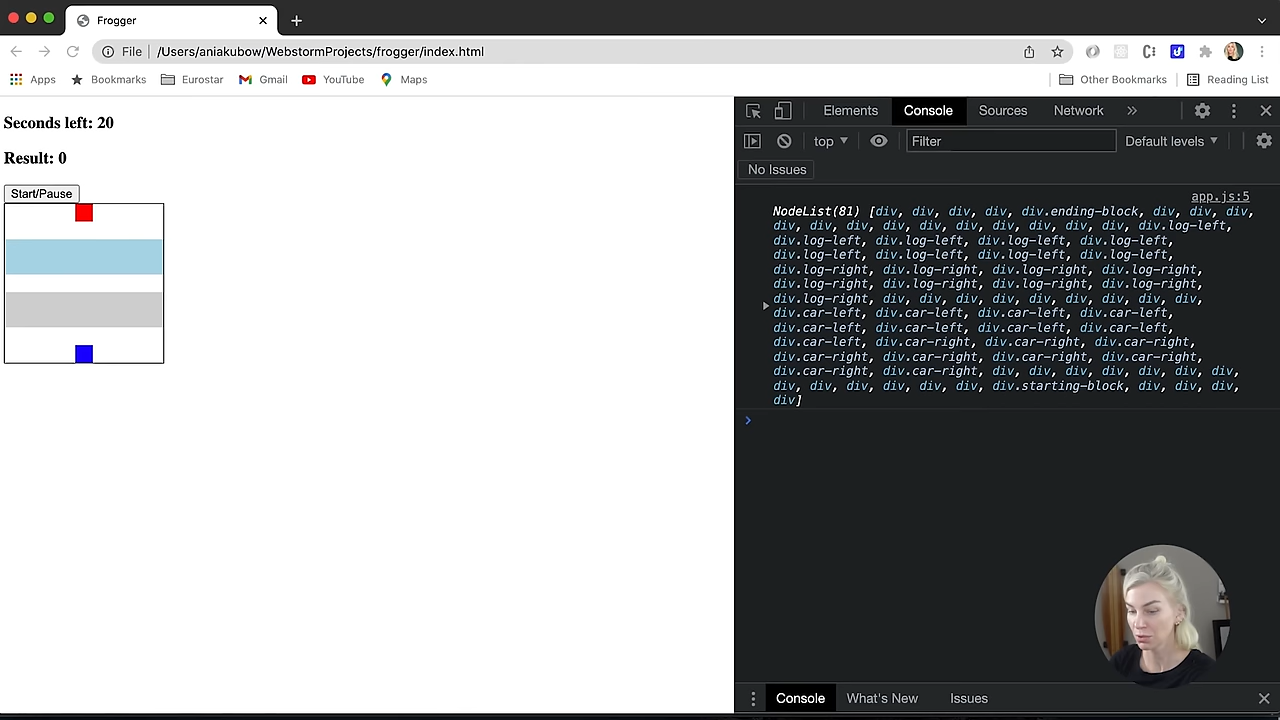 Frogger
File
/Users/aniakubow/WebstormProjects/frogger/index.html
Apps
Bookmarks
Eurostar
Gmail
YouTube
Maps
Other Bookmarks
Reading List
Seconds left: 20
Result: 0
Start/Pause
Elements
Console
Sources
Network
top
Filter
Default levels
No Issues
app.js:5
NodeList(81) [div, div, div, div, div.ending-block, div, div, div,
div, div, div, div, div, div, div, div, div, div, div.log-left,
div.log-left, div.log-left, div.log-left, div.log-left,
div.log-left, div.log-left, div.log-left, div.log-left,
div.log-right, div.log-right, div.log-right, div.log-right,
div.log-right, div.log-right, div.log-right, div.log-right,
div.log-right, div, div, div, div, div, div, div, div, div,
div.car-left, div.car-left, div.car-left, div.car-left,
div.car-left, div.car-left, div.car-left, div.car-left,
div.car-left, div.car-right, div.car-right, div.car-right,
div.car-right, div.car-right, div.car-right, div.car-right,
div.car-right, div.car-right, div, div, div, div, div, div, div,
div, div, div, div, div, div, div.starting-block, div, div, div,
div]
Console
What's New
Issues